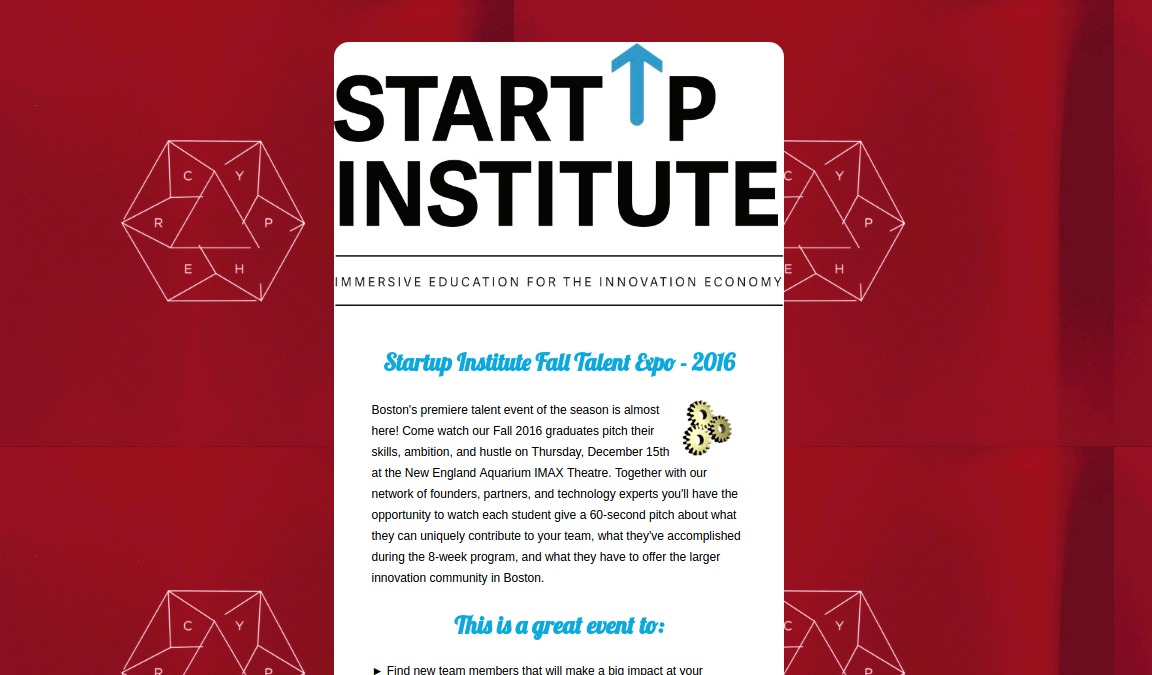 START P
INSTITUTE
IMMERSIVE EDUCATION FOR THE INNOVATION ECONOMY
Startup Institute Fall Talent Expo - 2016
Boston's premiere talent event of the season is almost
here! Come watch our Fall 2016 graduates pitch their
skills, ambition, and hustle on Thursday, December 15th
at the New England Aquarium IMAX Theatre. Together with our
network of founders, partners, and technology experts you'll have the
opportunity to watch each student give a 60-second pitch about what
they can uniquely contribute to your team, what they've accomplished
during the 8-week program, and what they have to offer the larger
innovation community in Boston.
This is a great event to:
► Find new team members that will make a big impact at your
C Y
R P
E H
C Y
P
E H
C Y
R P
C Y
P